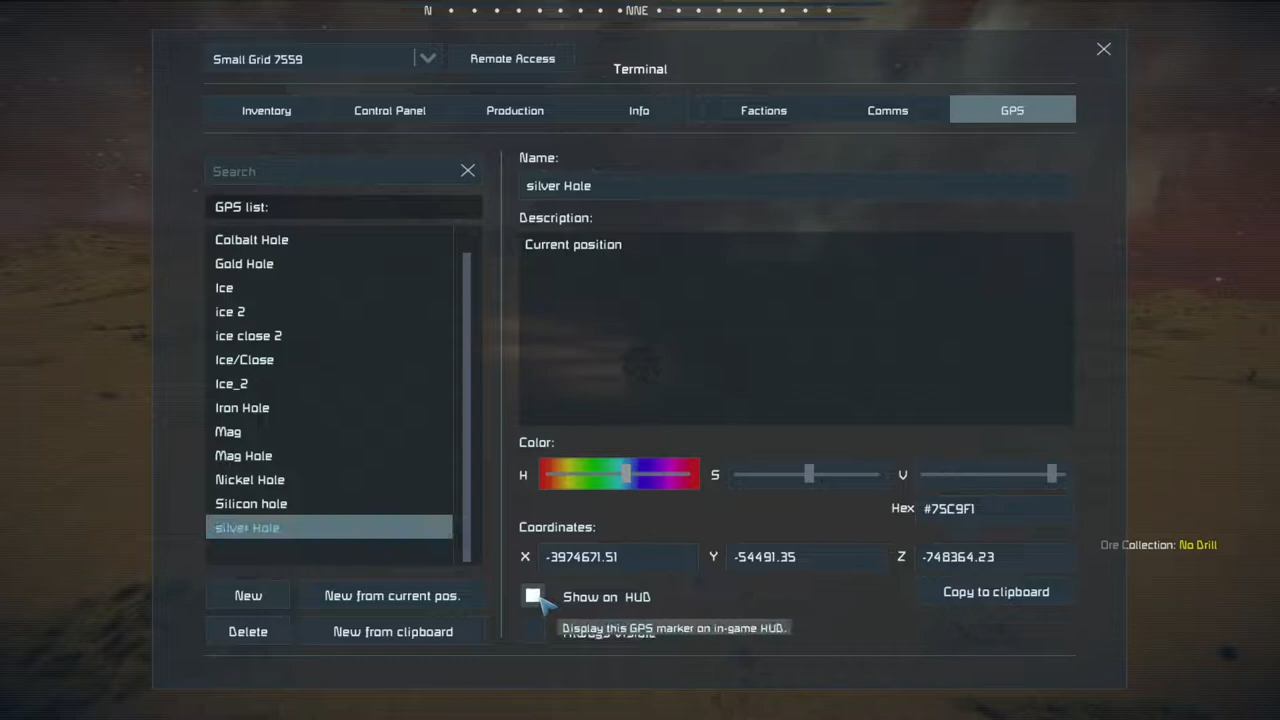 N NNE
Small Grid 7559 Remote Access
Terminal
Inventory Control Panel Production Info Factions Comms GPS
Search
GPS list:
Colbalt Hole
Gold Hole
Ice
ice 2
ice close 2
Ice/Close
Ice_2
Iron Hole
Mag
Mag Hole
Nickel Hole
Silicon hole
silver Hole
New New from current pos.
Delete New from clipboard
Name:
silver Hole
Description:
Current position
Color:
H S V
Hex #75C9F1
Coordinates:
X -3974671.51 Y -54491.35 Z -748364.23
Show on HUD Copy to clipboard
Display this GPS marker on in-game HUD.
Always visible
Ore Collection: No Drill